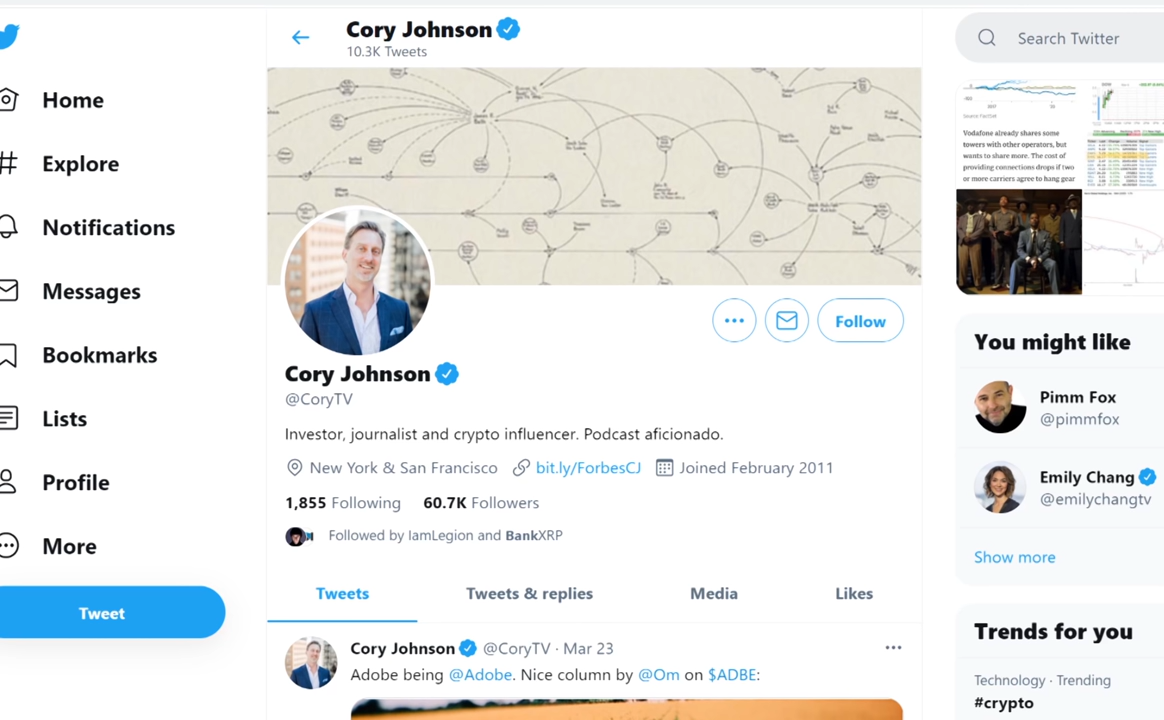 Cory Johnson
10.3K Tweets
Search Twitter
Home
Explore
Notifications
Messages
Bookmarks
Lists
Profile
More
Tweet
Follow
Cory Johnson
@CoryTV
Investor, journalist and crypto influencer. Podcast aficionado.
New York & San Francisco bit.ly/ForbesCJ Joined February 2011
1,855 Following 60.7K Followers
Followed by IamLegion and BankXRP
Tweets Tweets & replies Media Likes
Cory Johnson @CoryTV · Mar 23
Adobe being @Adobe. Nice column by @Om on $ADBE:
Vodafone already shares some
towers with other operators, but
wants to share more. The cost of
providing connections drops if two
or more carriers agree to hang gear
You might like
Pimm Fox
@pimmfox
Emily Chang
@emilychangtv
Show more
Trends for you
Technology · Trending
#crypto